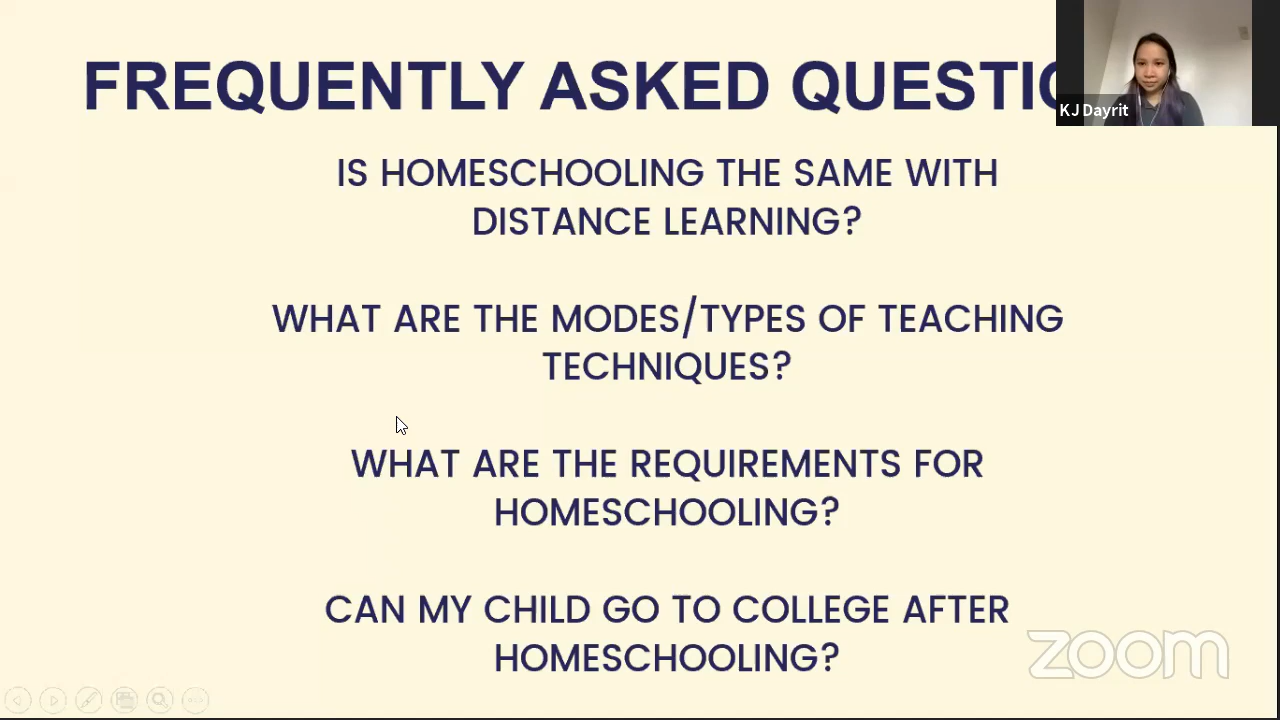 FREQUENTLY ASKED QUESTIO
KJ Dayrit
IS HOMESCHOOLING THE SAME WITH
DISTANCE LEARNING?
WHAT ARE THE MODES/TYPES OF TEACHING
TECHNIQUES?
WHAT ARE THE REQUIREMENTS FOR
HOMESCHOOLING?
CAN MY CHILD GO TO COLLEGE AFTER
HOMESCHOOLING?
zoom